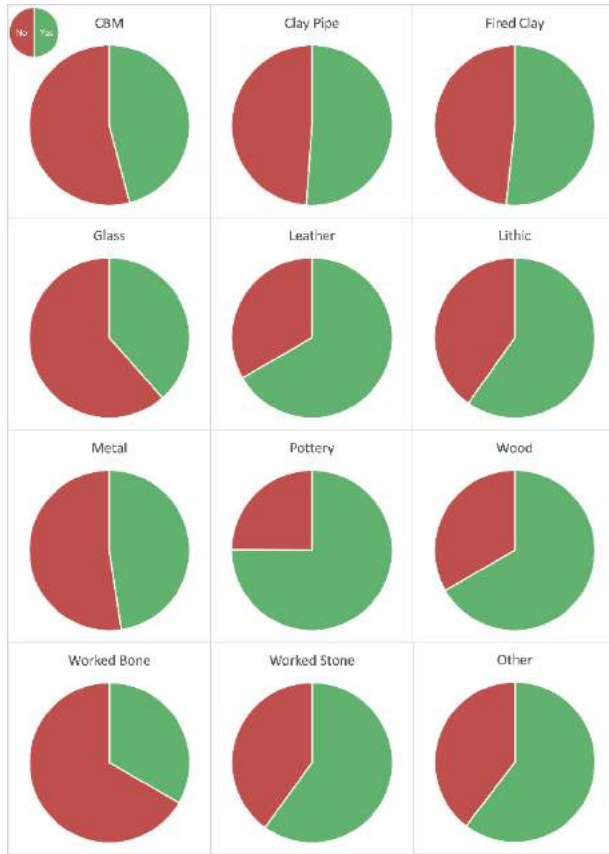 No Yes
CBM Clay Pipe Fired Clay
Glass Leather Lithic
Metal Pottery Wood
Worked Bone Worked Stone Other